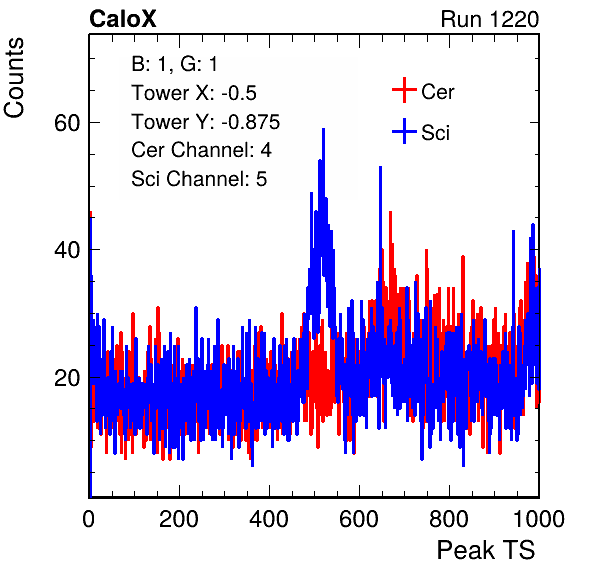 CaloX Run 1220
Counts
B: 1, G: 1
Tower X: -0.5
Tower Y: -0.875
Cer Channel: 4
Sci Channel: 5
Cer
Sci
60
40
20
0 200 400 600 800 1000
Peak TS